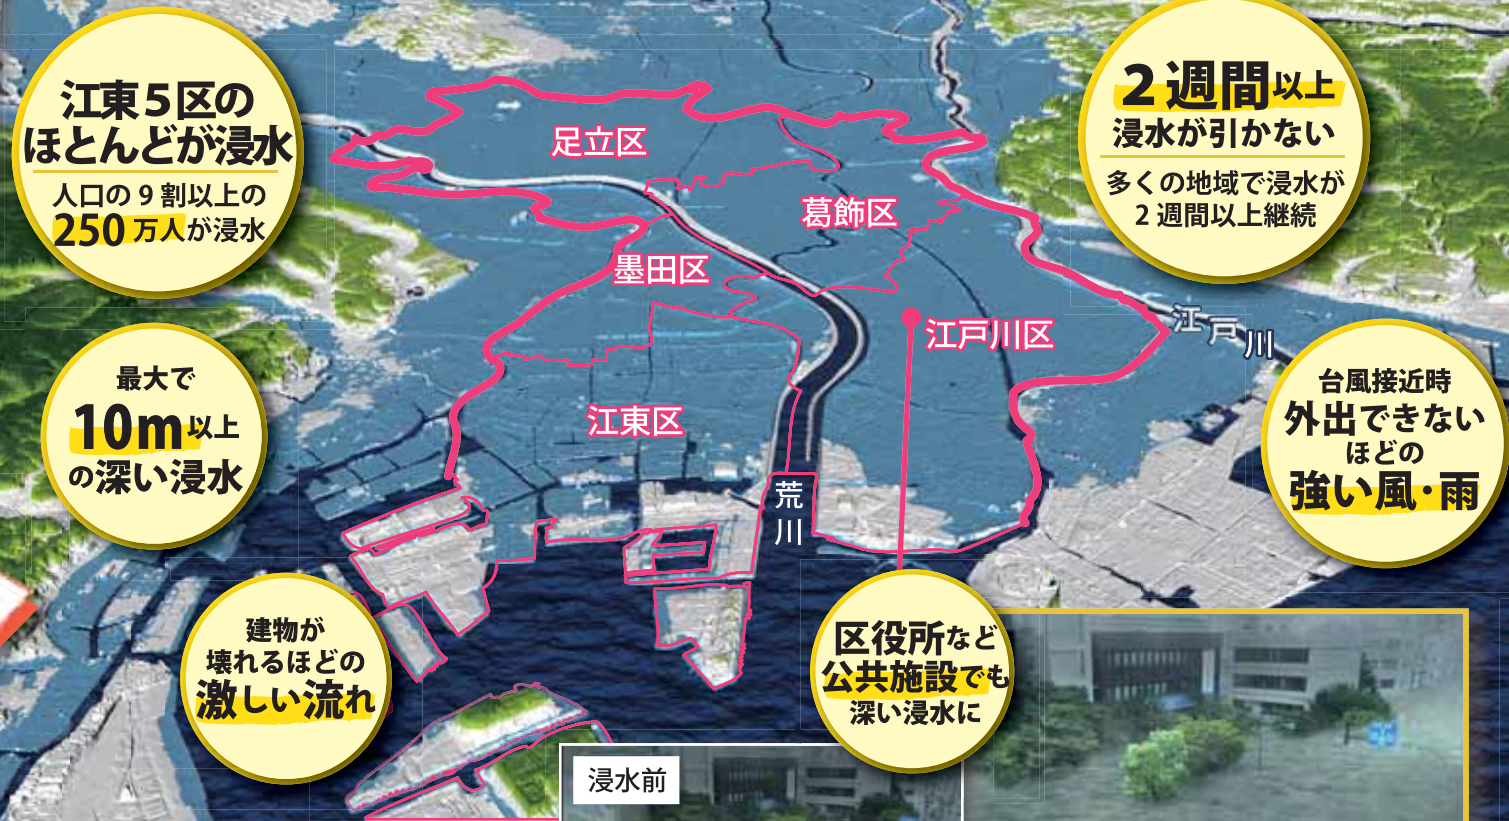 江東5区の
ほとんどが浸水
人口の9割以上の
250万人が浸水
2週間以上
浸水が引かない
多くの地域で浸水が
2週間以上継続
足立区
葛飾区
墨田区
江戸川区
江戸川
江東区
荒川
最大で
10m以上
の深い浸水
台風接近時
外出できない
ほどの
強い風・雨
建物が
壊れるほどの
激しい流れ
区役所など
公共施設でも
深い浸水に
浸水前